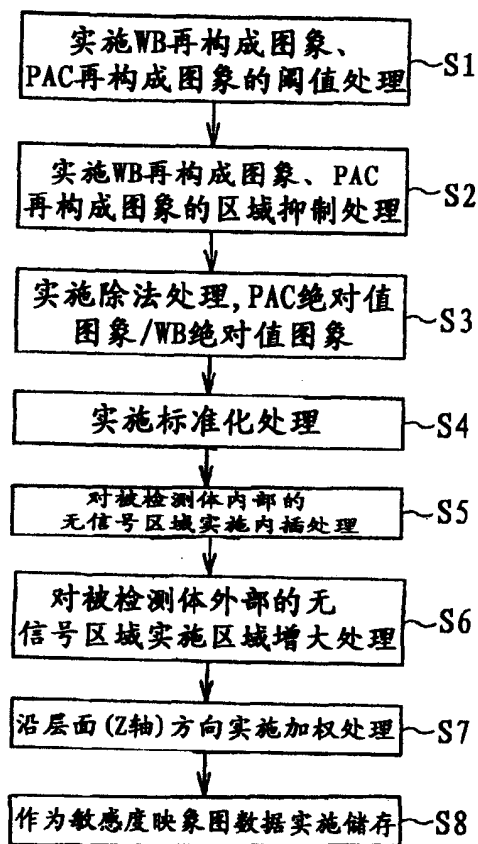 实施WB再构成图象、
PAC再构成图象的阈值处理
S1
实施WB再构成图象、PAC
再构成图象的区域抑制处理
S2
实施除法处理,PAC绝对值
图象/WB绝对值图象
S3
实施标准化处理
S4
对被检测体内部的
无信号区域实施内插处理
S5
对被检测体外部的无
信号区域实施区域增大处理
S6
沿层面(Z轴)方向实施加权处理
S7
作为敏感度映象图数据实施储存
S8